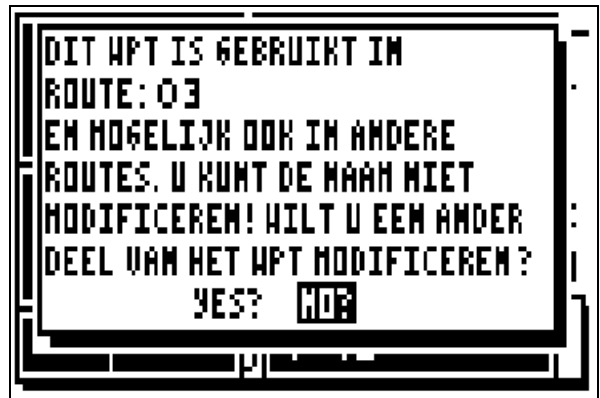 DIT WPT IS GEBRUIKT IN
ROUTE: 03
EN MOGELIJK OOK IN ANDERE
ROUTES. U KUNT DE NAAM NIET
MODIFICEREN! WILT U EEN ANDER
DEEL VAN HET WPT MODIFICEREN?
YES? NO?